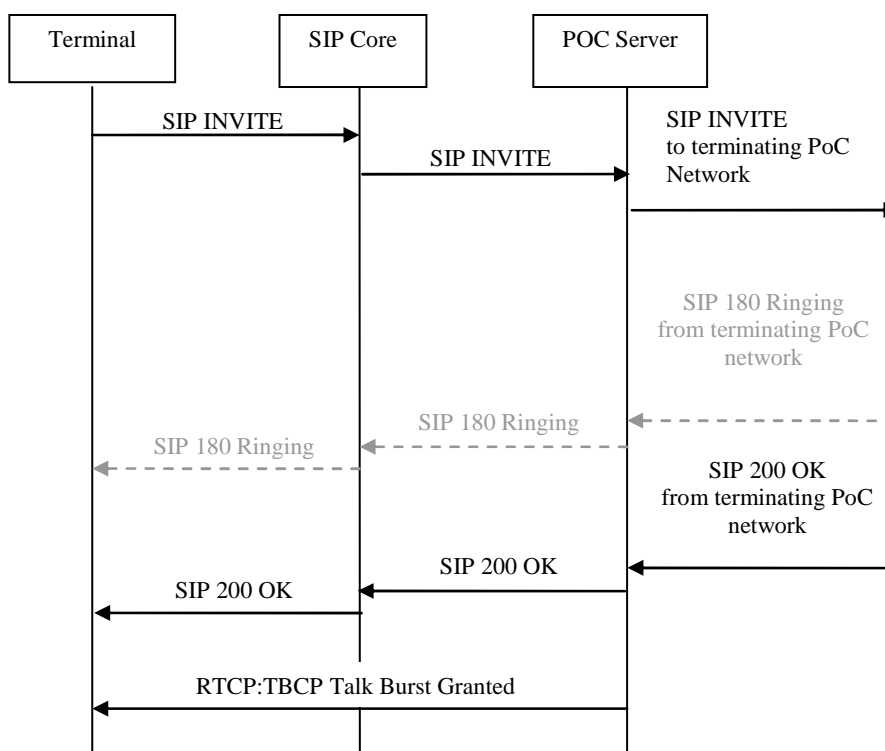 Terminal
SIP Core
POC Server
SIP INVITE
SIP INVITE
SIP INVITE
to terminating PoC
Network
SIP 180 Ringing
from terminating PoC
network
SIP 180 Ringing
SIP 180 Ringing
SIP 200 OK
from terminating PoC
network
SIP 200 OK
SIP 200 OK
RTCP:TBCP Talk Burst Granted